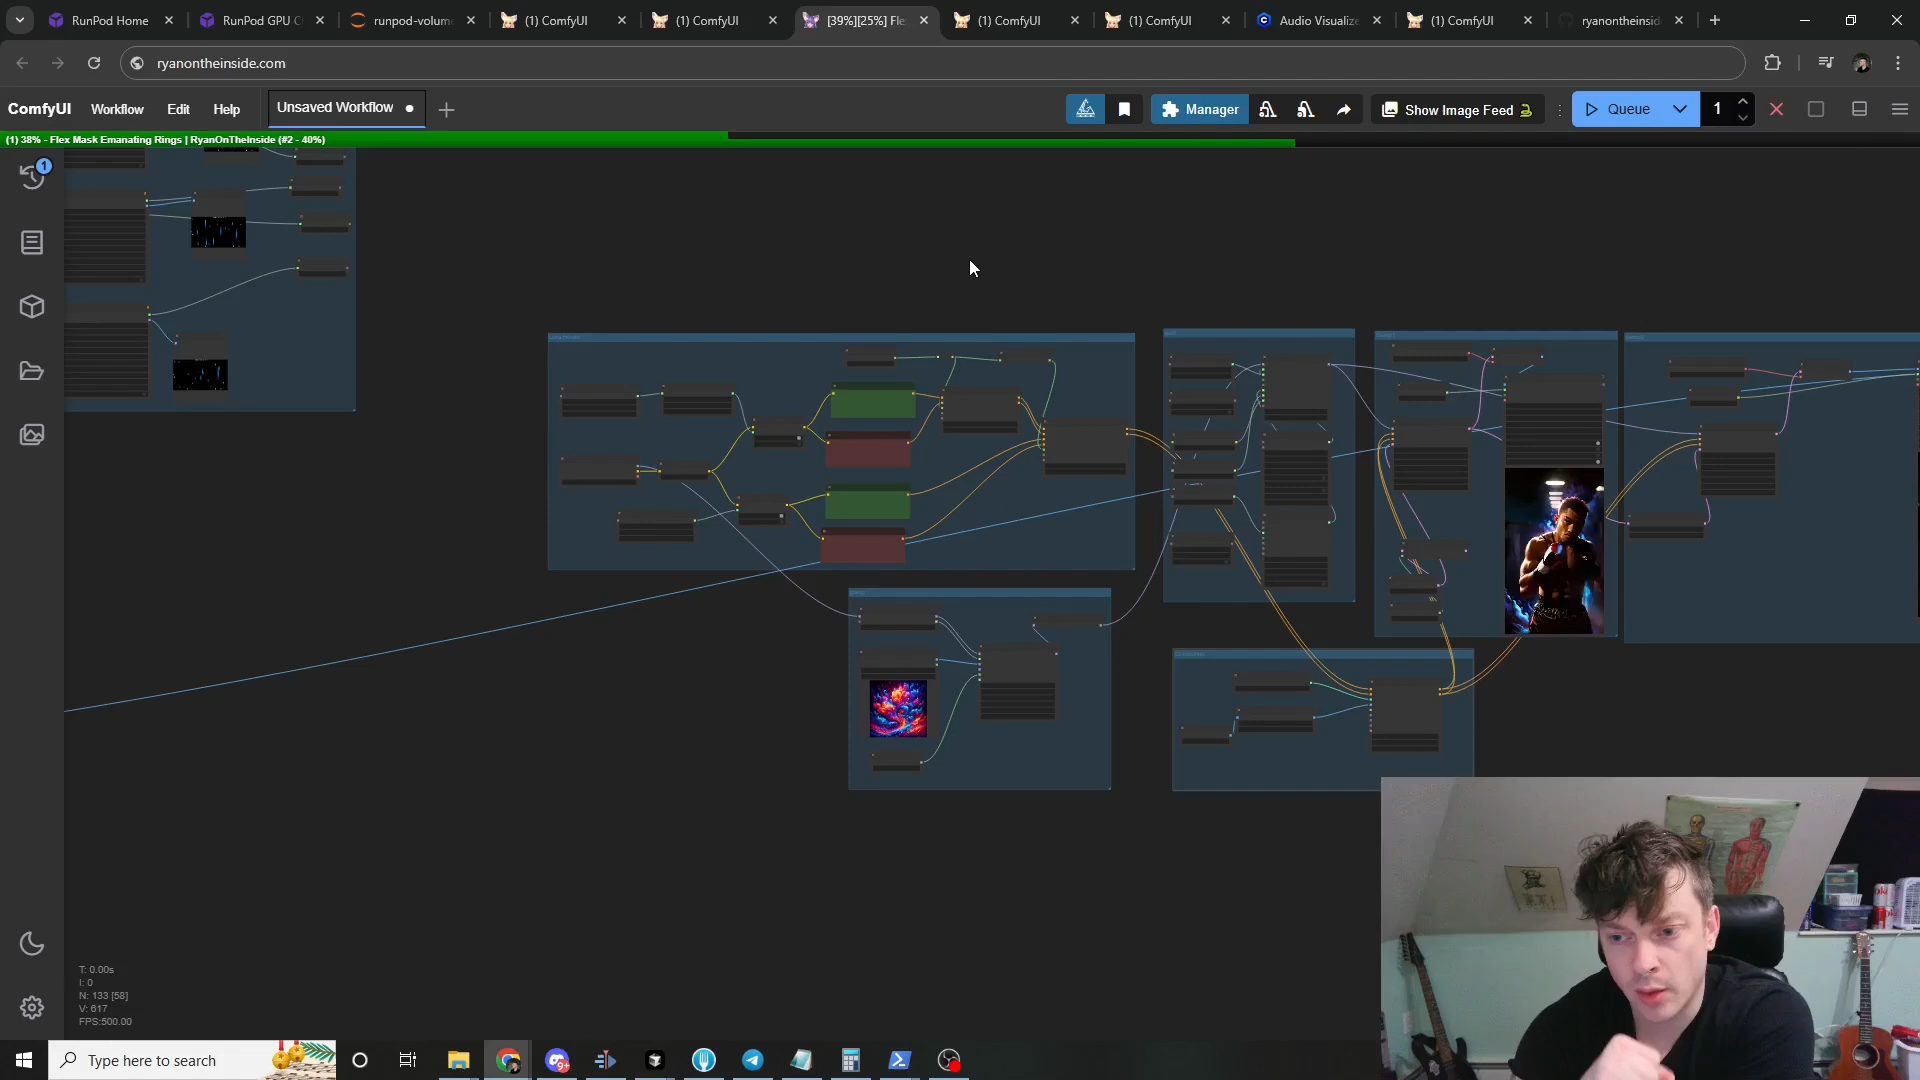 RunPod Home
RunPod GPU C
runpod-volum
(1) ComfyUI
(1) ComfyUI
[39%][25%] Fle
(1) ComfyUI
(1) ComfyUI
Audio Visualize
(1) ComfyUI
ryanontheinsid
ryanontheinside.com
ComfyUI
Workflow
Edit
Help
Unsaved Workflow
Manager
Show Image Feed
Queue
1
(1) 38% - Flex Mask Emanating Rings | RyanOnTheInside (#2 - 40%)
1
T: 0.00s
I: 0
N: 133 [58]
V: 617
FPS:500.00
Type here to search
9+